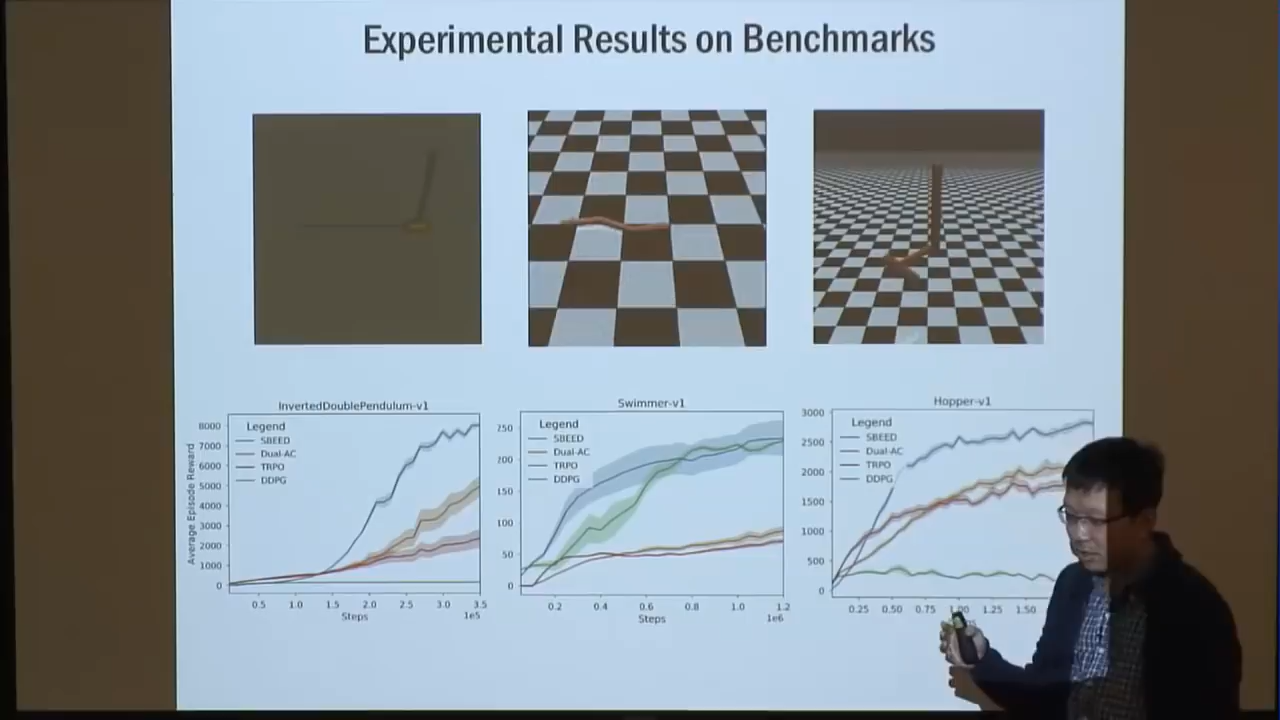 Experimental Results on Benchmarks
InvertedDoublePendulum-v1
Average Episode Reward
8000
7000
6000
5000
4000
3000
2000
1000
0
Legend
SBEED
Dual-AC
TRPO
DDPG
0.5 1.0 1.5 2.0 2.5 3.0 3.5
Steps 1e5
Swimmer-v1
250
200
150
100
50
0
Legend
SBEED
Dual-AC
TRPO
DDPG
0.2 0.4 0.6 0.8 1.0 1.2
Steps 1e6
Hopper-v1
3000
2500
2000
1500
1000
500
0
Legend
SBEED
Dual-AC
TRPO
DDPG
0.25 0.50 0.75 1.00 1.25 1.50